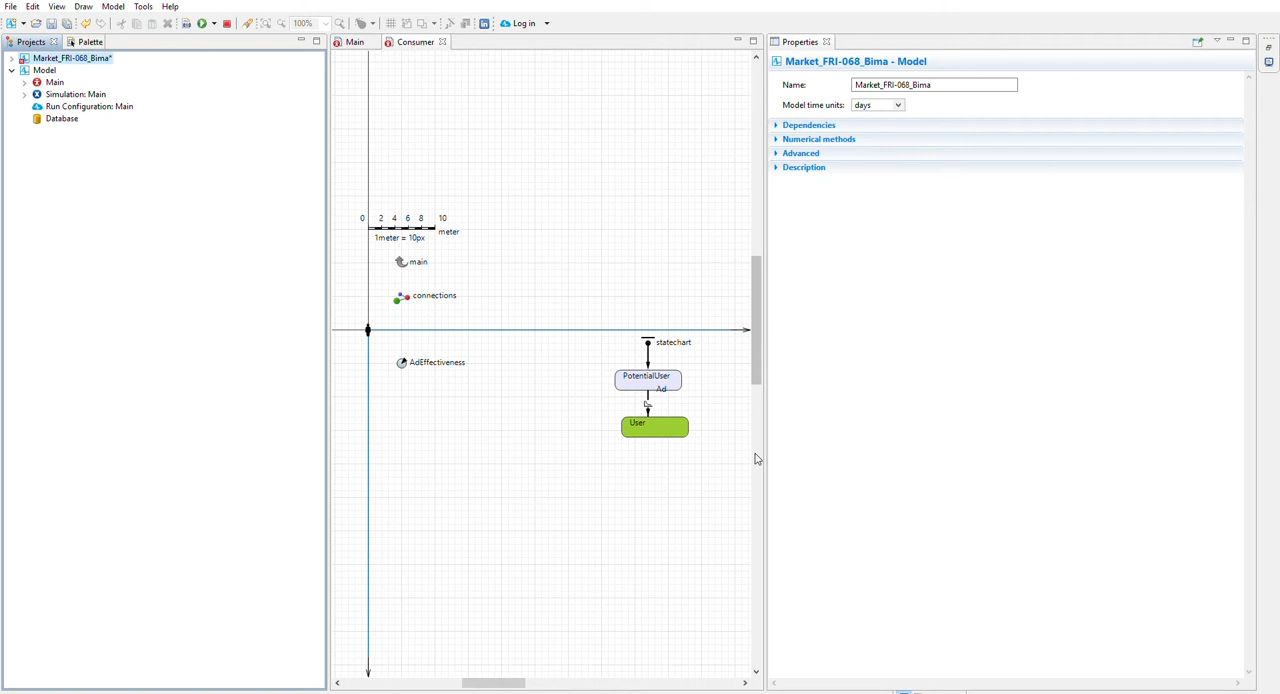 File Edit View Draw Model Tools Help
100% Log in
Projects Palette
Market_FRI-068_Bima*
Model
Main
Simulation: Main
Run Configuration: Main
Database
Main Consumer
0 2 4 6 8 10
meter
1meter = 10px
main
connections
AdEffectiveness
statechart
PotentialUser
Ad
User
Properties
Market_FRI-068_Bima - Model
Name: Market_FRI-068_Bima
Model time units: days
Dependencies
Numerical methods
Advanced
Description